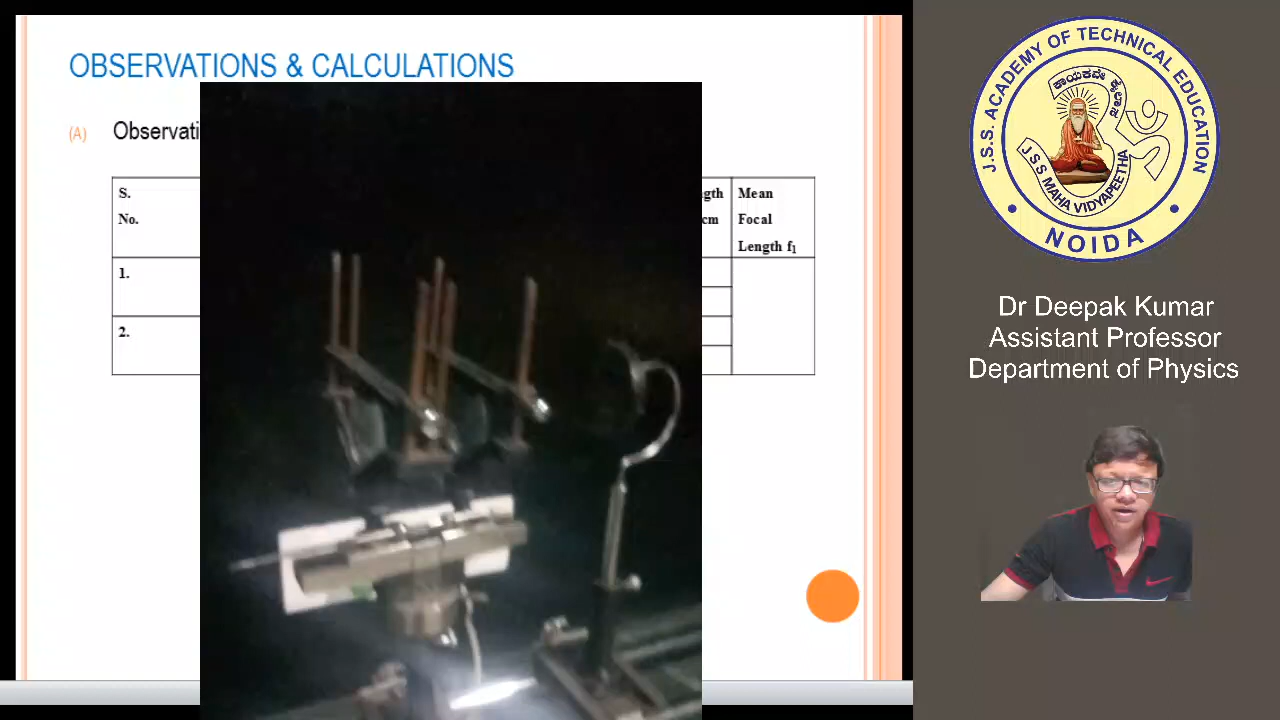 OBSERVATIONS & CALCULATIONS
(A) Observati
S. No.
gth cm
Mean Focal Length f₁
1.
2.
J.S.S. ACADEMY OF TECHNICAL EDUCATION
ಕಾಯಕವೇ ಕೈಲಾಸ
J S S MAHA VIDYAPEETHA
NOIDA
Dr Deepak Kumar
Assistant Professor
Department of Physics